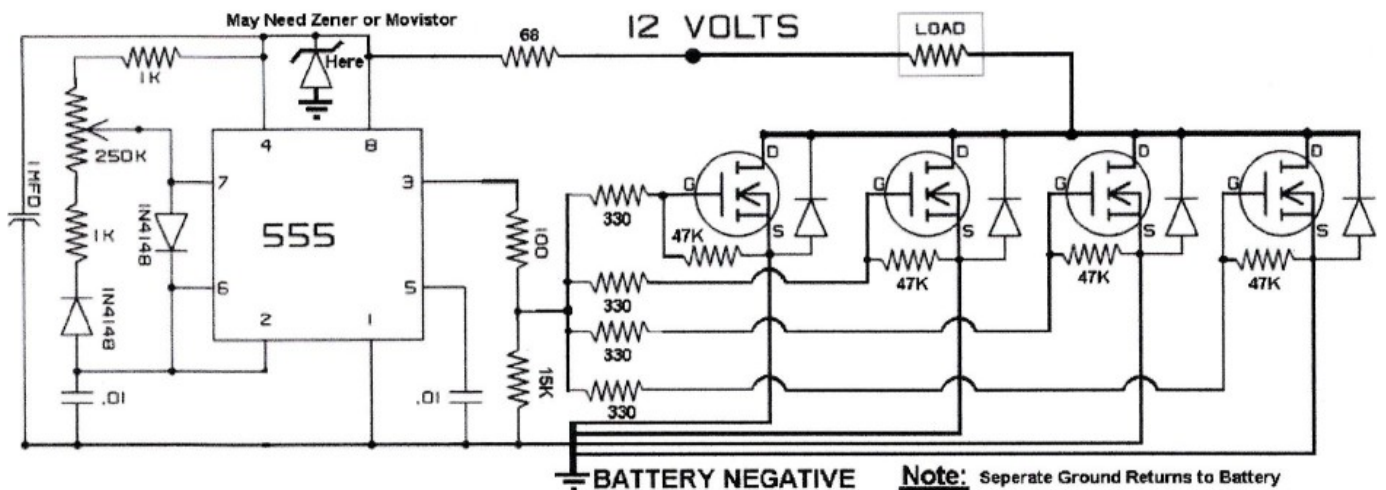 May Need Zener or Movistor
12 VOLTS
LOAD
68
Here
1K
250K
1MFD
1K
1N4148
1N4148
.01
4
8
7
3
555
6
5
2
1
100
15K
.01
330
330
330
330
G
D
S
47K
G
D
S
47K
G
D
S
47K
G
D
S
47K
BATTERY NEGATIVE
Note: Seperate Ground Returns to Battery